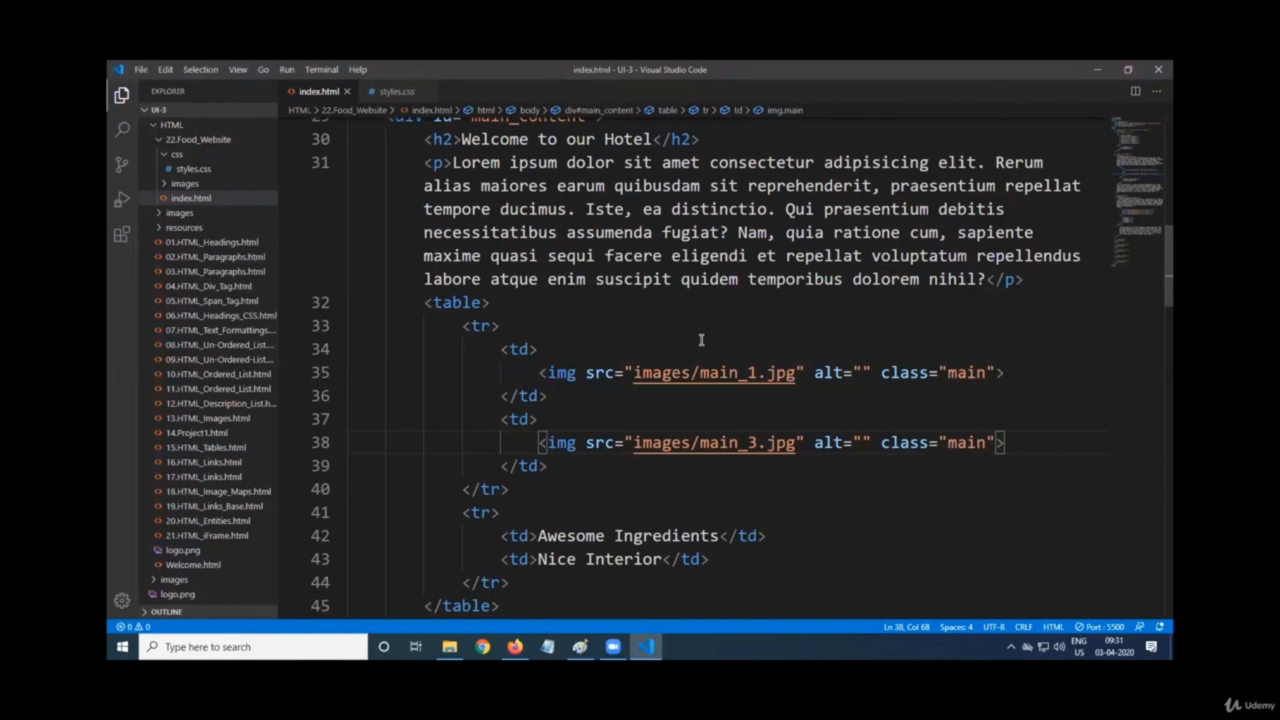 File Edit Selection View Go Run Terminal Help
index.html - UI-3 - Visual Studio Code
EXPLORER
UI-3
HTML
22.Food_Website
css
styles.css
images
index.html
images
resources
01.HTML_Headings.html
02.HTML_Paragraphs.html
03.HTML_Paragraphs.html
04.HTML_Div_Tag.html
05.HTML_Span_Tag.html
06.HTML_Headings_CSS.html
07.HTML_Text_Formattings....
08.HTML_Un-Ordered_List....
09.HTML_Un-Ordered-List....
10.HTML_Ordered_List.html
11.HTML_Ordered_List.html
12.HTML_Description_List.h...
13.HTML_Images.html
14.Project1.html
15.HTML_Tables.html
16.HTML_Links.html
17.HTML_Links.html
18.HTML_Image_Maps.html
19.HTML_Links_Base.html
20.HTML_Entities.html
21.HTML_iFrame.html
logo.png
Welcome.html
images
logo.png
OUTLINE
index.html styles.css
HTML > 22.Food_Website > index.html > html > body > div#main_content > table > tr > td > img.main
29 <div id="main_content">
30 <h2>Welcome to our Hotel</h2>
31 <p>Lorem ipsum dolor sit amet consectetur adipisicing elit. Rerum
alias maiores earum quibusdam sit reprehenderit, praesentium repellat
tempore ducimus. Iste, ea distinctio. Qui praesentium debitis
necessitatibus assumenda fugiat? Nam, quia ratione cum, sapiente
maxime quasi sequi facere eligendi et repellat voluptatum repellendus
labore atque enim suscipit quidem temporibus dolorem nihil?</p>
32 <table>
33 <tr>
34 <td>
35 <img src="images/main_1.jpg" alt="" class="main">
36 </td>
37 <td>
38 <img src="images/main_3.jpg" alt="" class="main">
39 </td>
40 </tr>
41 <tr>
42 <td>Awesome Ingredients</td>
43 <td>Nice Interior</td>
44 </tr>
45 </table>
0 0 Ln 38, Col 68 Spaces: 4 UTF-8 CRLF HTML Port : 5500
Type here to search
ENG
US
09:31
03-04-2020
Udemy